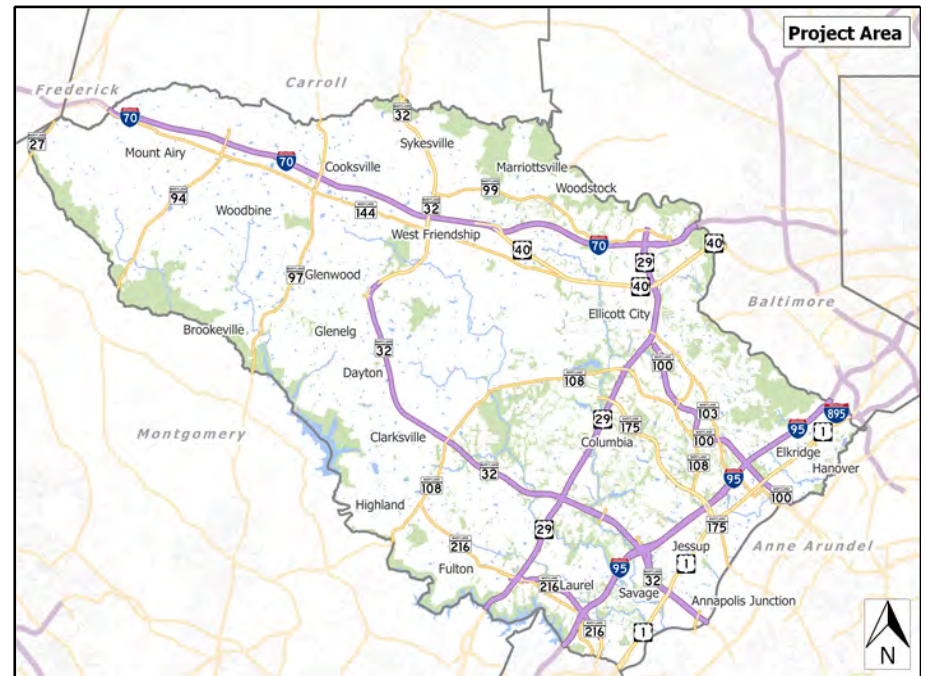 Project Area
Frederick
Carroll
70
32
27
Mount Airy
Sykesville
70
Cooksville
Marriottsville
99
Woodstock
94
144
32
Woodbine
West Friendship
40
70
40
29
97
Glenwood
40
Baltimore
Ellicott City
Brookeville
Glenelg
32
100
Dayton
108
895
103
29
175
95
1
Montgomery
Clarksville
Columbia
100
Elkridge
108
Hanover
32
95
108
100
Highland
175
29
216
Jessup
Anne Arundel
Fulton
95
1
216
Laurel
32
Savage
Annapolis Junction
216
1
N